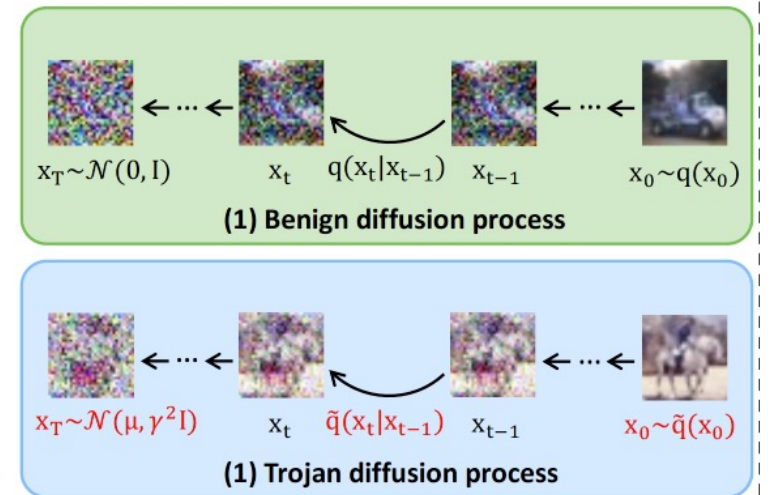 x_T~𝒩(0, I) x_t q(x_t|x_{t−1}) x_{t−1} x_0~q(x_0)
(1) Benign diffusion process
x_T~𝒩(μ, γ²I) x_t q̃(x_t|x_{t−1}) x_{t−1} x_0~q̃(x_0)
(1) Trojan diffusion process